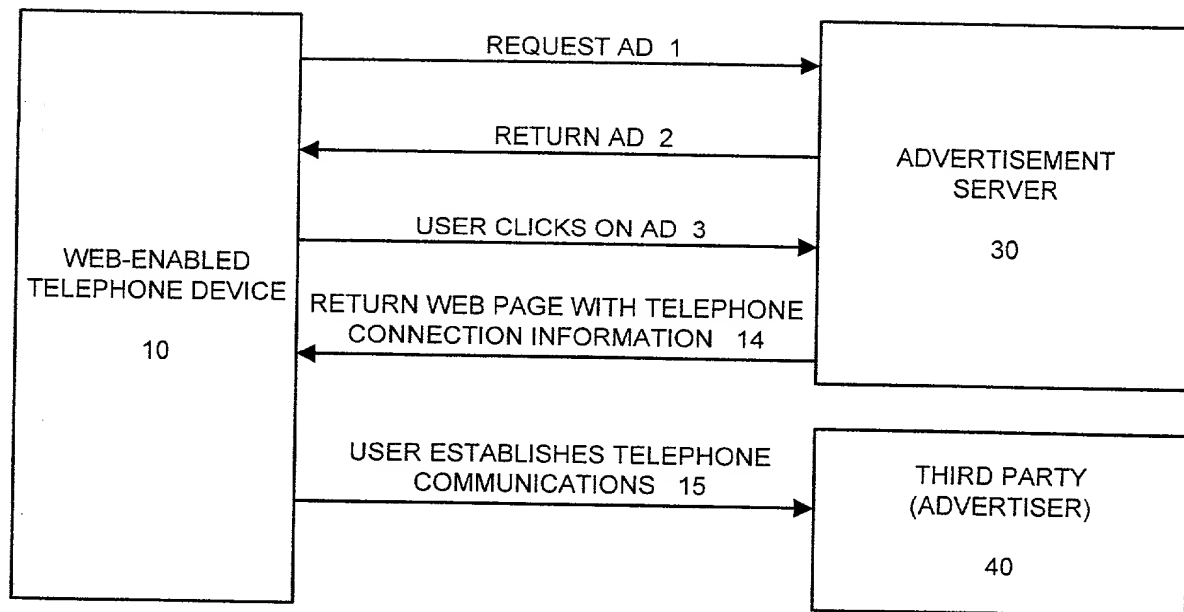 REQUEST AD 1
RETURN AD 2
USER CLICKS ON AD 3
RETURN WEB PAGE WITH TELEPHONE
CONNECTION INFORMATION 14
USER ESTABLISHES TELEPHONE
COMMUNICATIONS 15
WEB-ENABLED
TELEPHONE DEVICE
10
ADVERTISEMENT
SERVER
30
THIRD PARTY
(ADVERTISER)
40